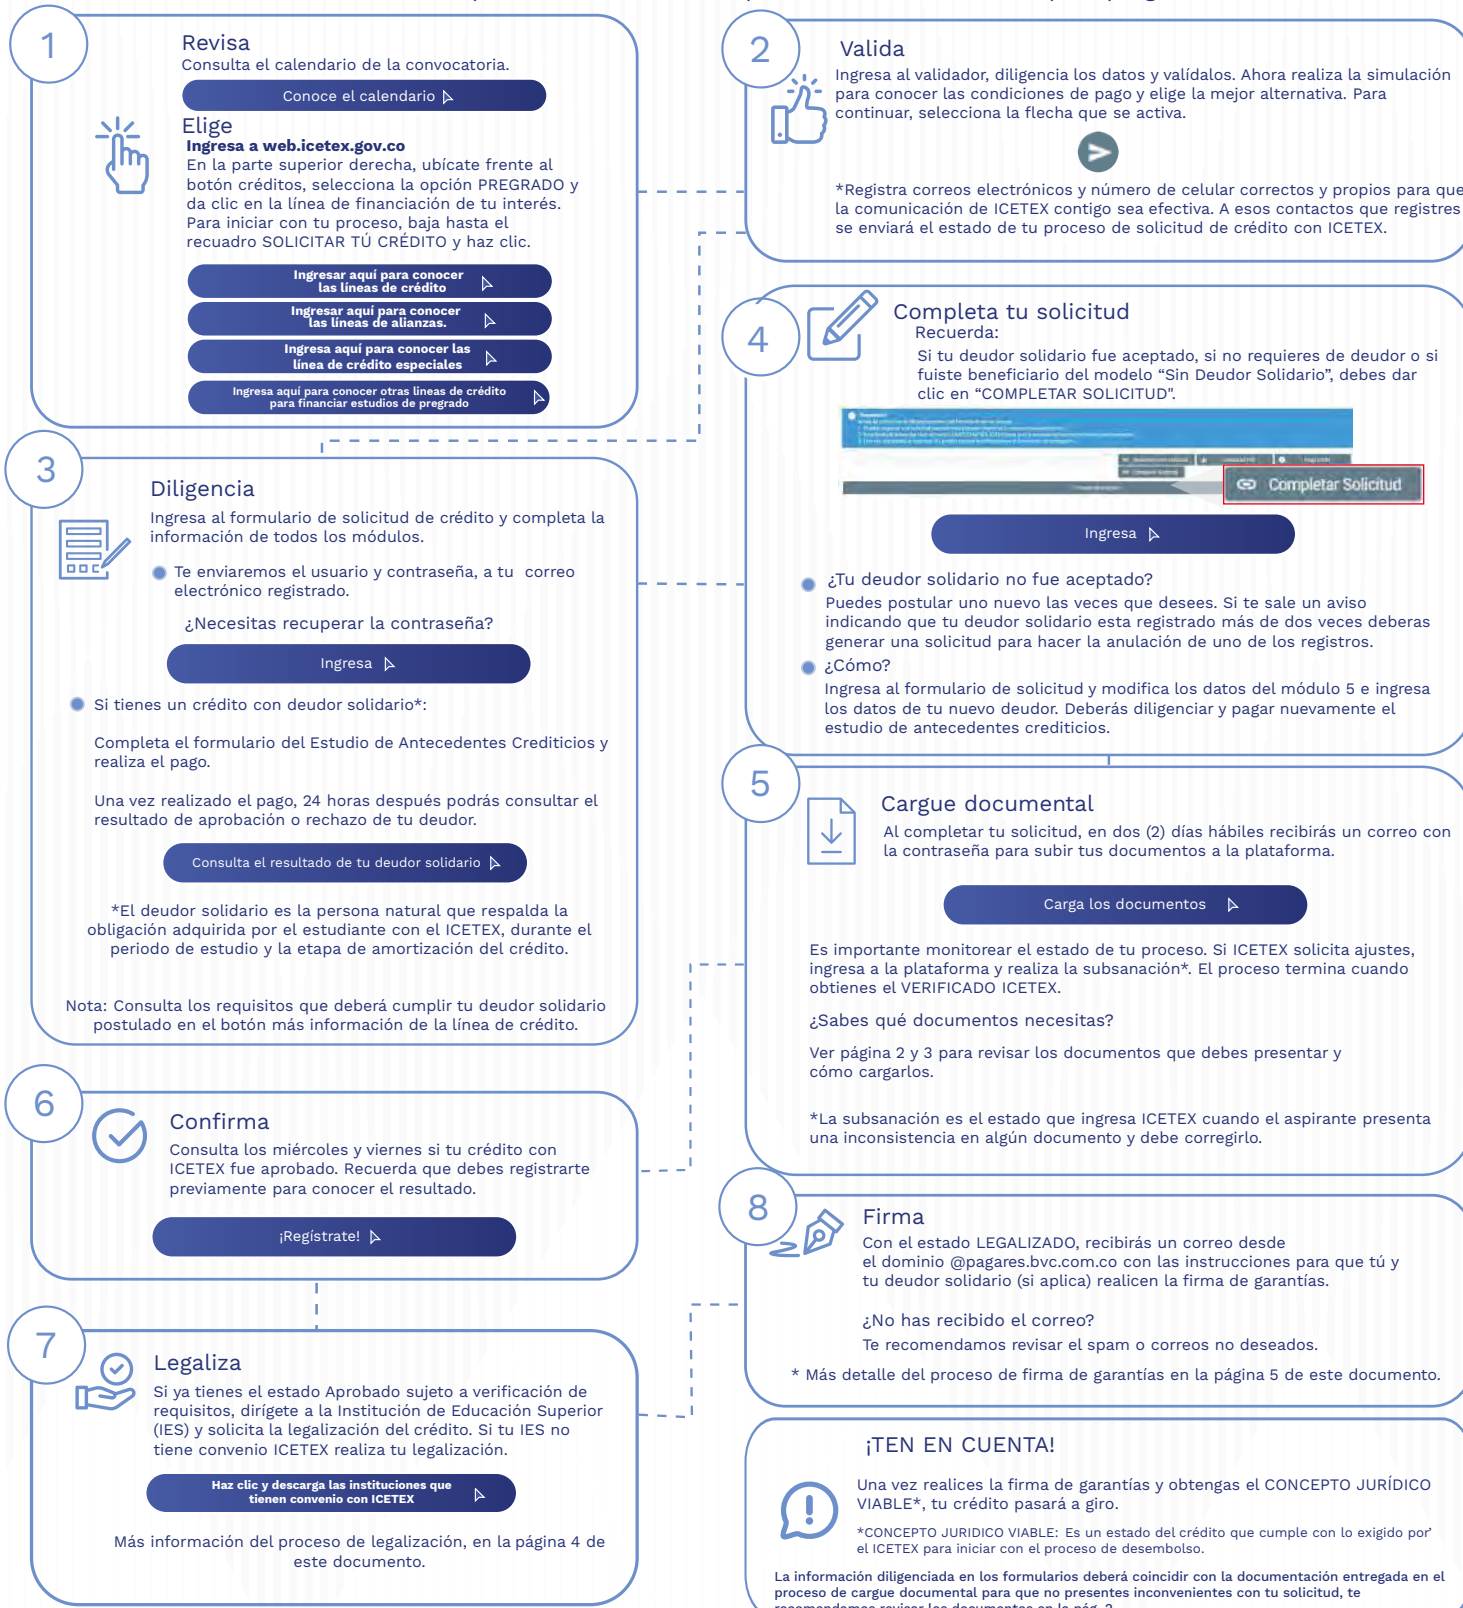 1
Revisa
Consulta el calendario de la convocatoria.
Conoce el calendario
Elige
Ingresa a web.icetex.gov.co
En la parte superior derecha, ubícate frente al
botón créditos, selecciona la opción PREGRADO y
da clic en la línea de financiación de tu interés.
Para iniciar con tu proceso, baja hasta el
recuadro SOLICITAR TÚ CRÉDITO y haz clic.
Ingresar aquí para conocer
las líneas de crédito
Ingresar aquí para conocer
las líneas de alianzas.
Ingresa aquí para conocer las
línea de crédito especiales
Ingresa aquí para conocer otras lineas de crédito
para financiar estudios de pregrado
2
Valida
Ingresa al validador, diligencia los datos y valídalos. Ahora realiza la simulación
para conocer las condiciones de pago y elige la mejor alternativa. Para
continuar, selecciona la flecha que se activa.
*Registra correos electrónicos y número de celular correctos y propios para que
la comunicación de ICETEX contigo sea efectiva. A esos contactos que registres
se enviará el estado de tu proceso de solicitud de crédito con ICETEX.
3
Diligencia
Ingresa al formulario de solicitud de crédito y completa la
información de todos los módulos.
Te enviaremos el usuario y contraseña, a tu correo
electrónico registrado.
¿Necesitas recuperar la contraseña?
Ingresa
Si tienes un crédito con deudor solidario*:
Completa el formulario del Estudio de Antecedentes Crediticios y
realiza el pago.
Una vez realizado el pago, 24 horas después podrás consultar el
resultado de aprobación o rechazo de tu deudor.
Consulta el resultado de tu deudor solidario
*El deudor solidario es la persona natural que respalda la
obligación adquirida por el estudiante con el ICETEX, durante el
periodo de estudio y la etapa de amortización del crédito.
Nota: Consulta los requisitos que deberá cumplir tu deudor solidario
postulado en el botón más información de la línea de crédito.
4
Completa tu solicitud
Recuerda:
Si tu deudor solidario fue aceptado, si no requieres de deudor o si
fuiste beneficiario del modelo “Sin Deudor Solidario”, debes dar
clic en “COMPLETAR SOLICITUD".
Completar Solicitud
Ingresa
¿Tu deudor solidario no fue aceptado?
Puedes postular uno nuevo las veces que desees. Si te sale un aviso
indicando que tu deudor solidario esta registrado más de dos veces deberas
generar una solicitud para hacer la anulación de uno de los registros.
¿Cómo?
Ingresa al formulario de solicitud y modifica los datos del módulo 5 e ingresa
los datos de tu nuevo deudor. Deberás diligenciar y pagar nuevamente el
estudio de antecedentes crediticios.
5
Cargue documental
Al completar tu solicitud, en dos (2) días hábiles recibirás un correo con
la contraseña para subir tus documentos a la plataforma.
Carga los documentos
Es importante monitorear el estado de tu proceso. Si ICETEX solicita ajustes,
ingresa a la plataforma y realiza la subsanación*. El proceso termina cuando
obtienes el VERIFICADO ICETEX.
¿Sabes qué documentos necesitas?
Ver página 2 y 3 para revisar los documentos que debes presentar y
cómo cargarlos.
*La subsanación es el estado que ingresa ICETEX cuando el aspirante presenta
una inconsistencia en algún documento y debe corregirlo.
6
Confirma
Consulta los miércoles y viernes si tu crédito con
ICETEX fue aprobado. Recuerda que debes registrarte
previamente para conocer el resultado.
¡Regístrate!
7
Legaliza
Si ya tienes el estado Aprobado sujeto a verificación de
requisitos, dirígete a la Institución de Educación Superior
(IES) y solicita la legalización del crédito. Si tu IES no
tiene convenio ICETEX realiza tu legalización.
Haz clic y descarga las instituciones que
tienen convenio con ICETEX
Más información del proceso de legalización, en la página 4 de
este documento.
8
Firma
Con el estado LEGALIZADO, recibirás un correo desde
el dominio @pagares.bvc.com.co con las instrucciones para que tú y
tu deudor solidario (si aplica) realicen la firma de garantías.
¿No has recibido el correo?
Te recomendamos revisar el spam o correos no deseados.
* Más detalle del proceso de firma de garantías en la página 5 de este documento.
¡TEN EN CUENTA!
Una vez realices la firma de garantías y obtengas el CONCEPTO JURÍDICO
VIABLE*, tu crédito pasará a giro.
*CONCEPTO JURIDICO VIABLE: Es un estado del crédito que cumple con lo exigido por’
el ICETEX para iniciar con el proceso de desembolso.
La información diligenciada en los formularios deberá coincidir con la documentación entregada en el
proceso de cargue documental para que no presentes inconvenientes con tu solicitud, te
recomendamos revisar los documentos en la pág. 2